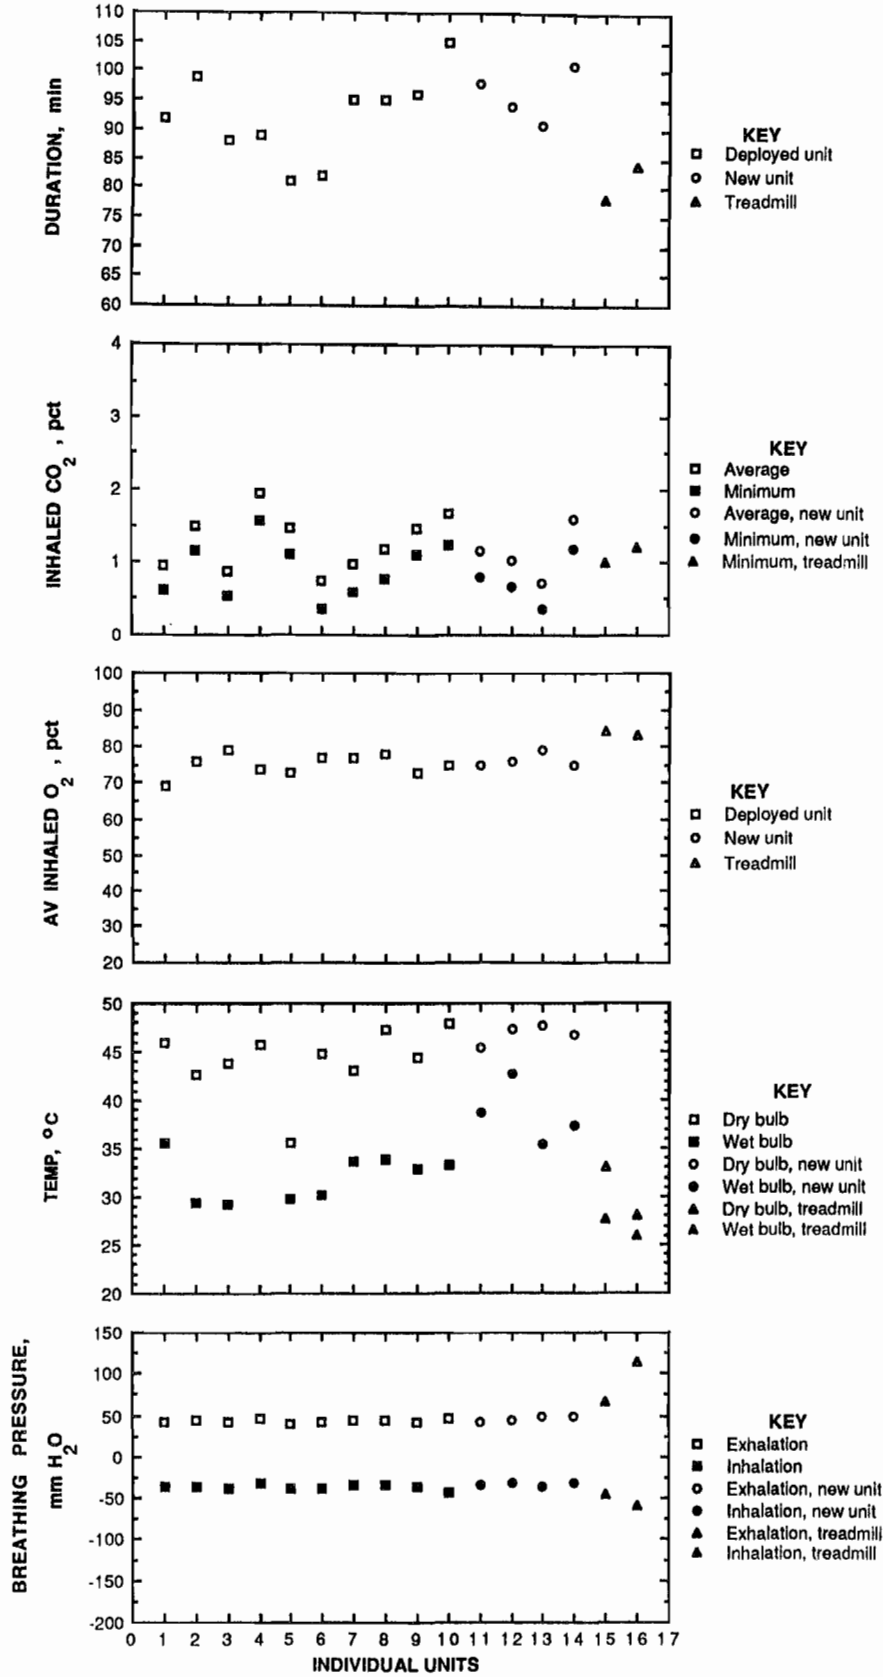 110
105
100
95
90
85
80
75
70
65
60
DURATION, min
KEY
Deployed unit
New unit
Treadmill
4
3
2
1
0
INHALED CO2, pct
KEY
Average
Minimum
Average, new unit
Minimum, new unit
Minimum, treadmill
100
90
80
70
60
50
40
30
20
AV INHALED O2, pct
KEY
Deployed unit
New unit
Treadmill
50
45
40
35
30
25
20
TEMP, °C
KEY
Dry bulb
Wet bulb
Dry bulb, new unit
Wet bulb, new unit
Dry bulb, treadmill
Wet bulb, treadmill
150
100
50
0
-50
-100
-150
-200
BREATHING PRESSURE,
mm H2O
KEY
Exhalation
Inhalation
Exhalation, new unit
Inhalation, new unit
Exhalation, treadmill
Inhalation, treadmill
0 1 2 3 4 5 6 7 8 9 10 11 12 13 14 15 16 17
INDIVIDUAL UNITS